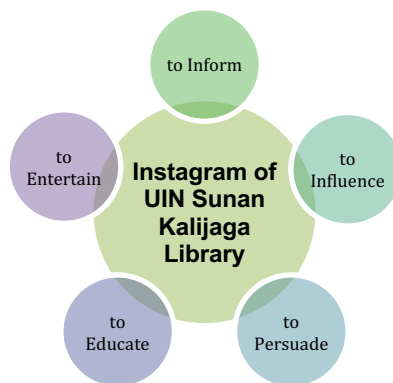 to Inform
to
Entertain
Instagram of
UIN Sunan
Kalijaga
Library
to
Influence
to
Educate
to
Persuade